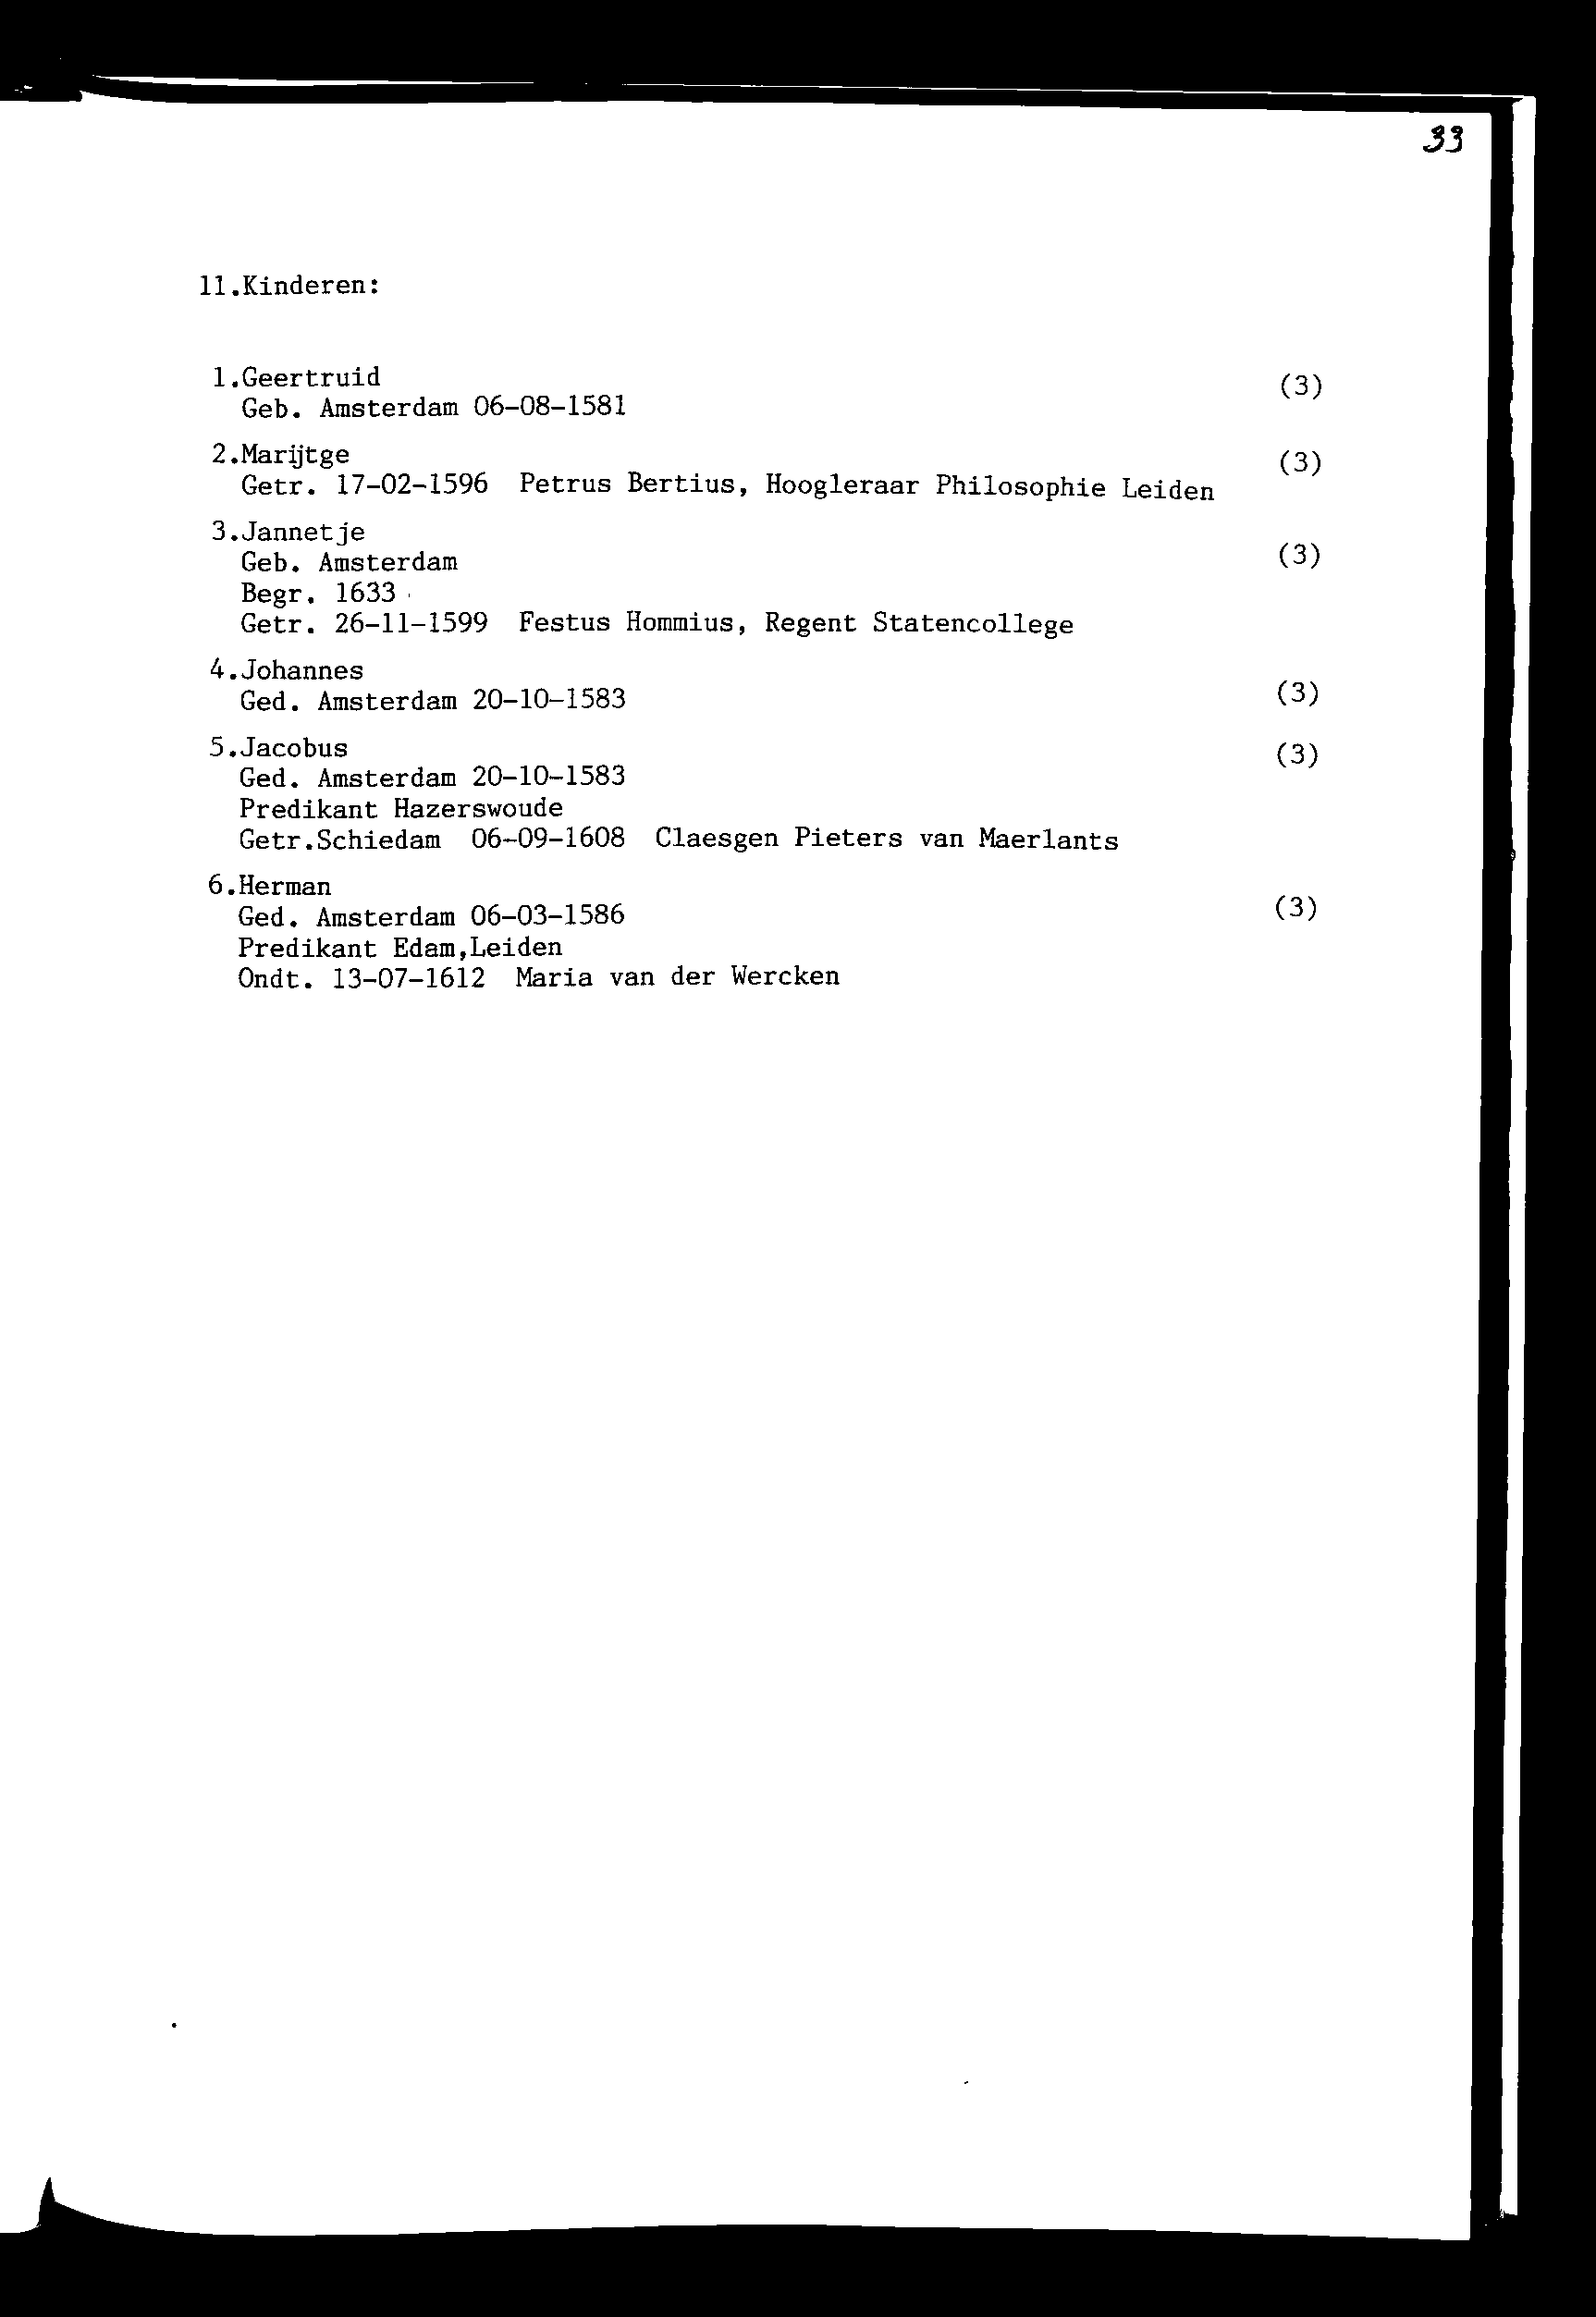 33
11.Kinderen:
1.Geertruid (3)
Geb. Amsterdam 06-08-1581
2.Marijtge (3)
Getr. 17-02-1596 Petrus Bertius, Hoogleraar Philosophie Leiden
3.Jannetje
Geb. Amsterdam (3)
Begr. 1633
Getr. 26-11-1599 Festus Hommius, Regent Statencollege
4.Johannes
Ged. Amsterdam 20-10-1583 (3)
5.Jacobus (3)
Ged. Amsterdam 20-10-1583
Predikant Hazerswoude
Getr.Schiedam 06-09-1608 Claesgen Pieters van Maerlants
6.Herman
Ged. Amsterdam 06-03-1586 (3)
Predikant Edam,Leiden
Ondt. 13-07-1612 Maria van der Wercken